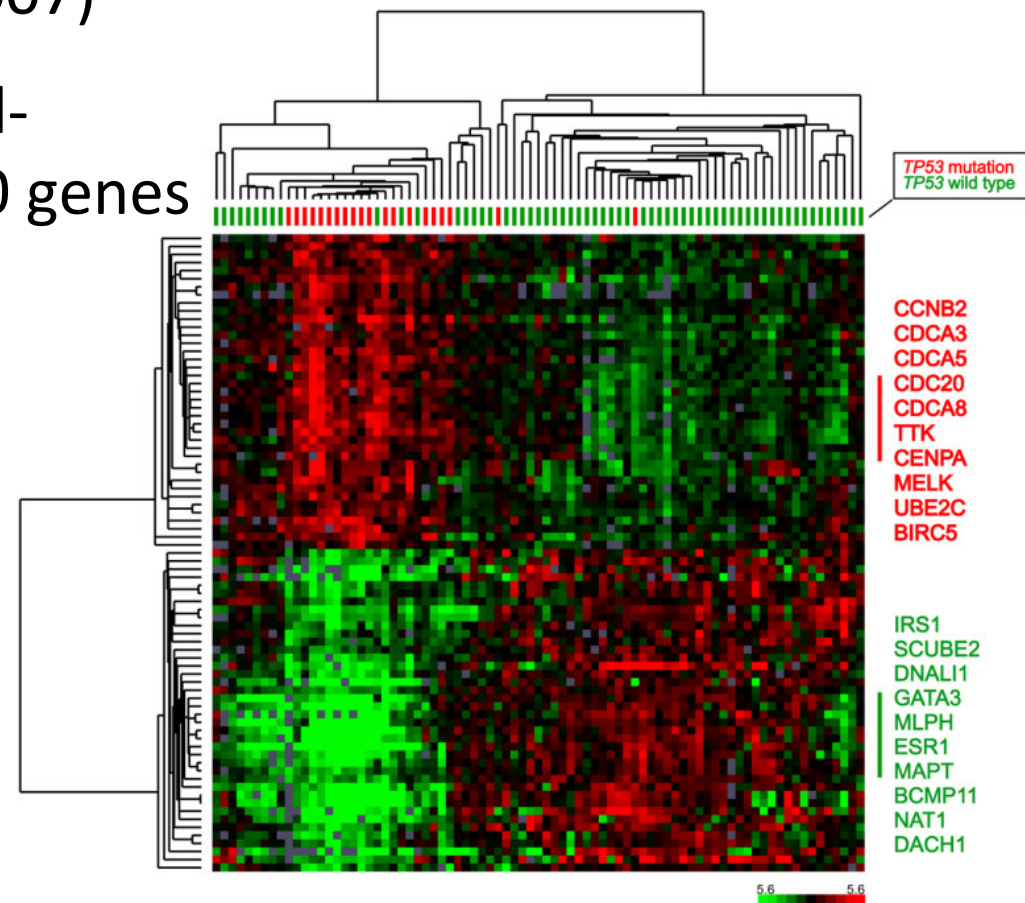 l-
genes
TP53 mutation
TP53 wild type
CCNB2
CDCA3
CDCA5
CDC20
CDCA8
TTK
CENPA
MELK
UBE2C
BIRC5
IRS1
SCUBE2
DNALI1
GATA3
MLPH
ESR1
MAPT
BCMP11
NAT1
DACH1
5.6 5.6